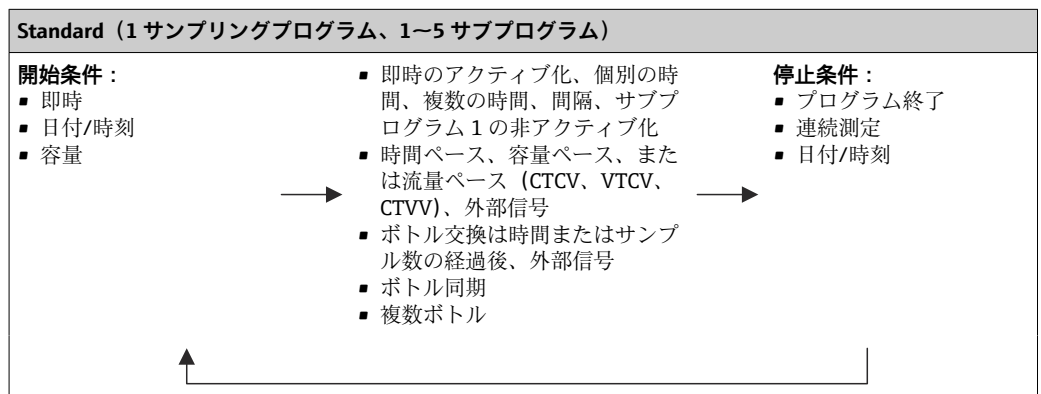 Standard（1 サンプリングプログラム、1～5 サブプログラム）
開始条件：
▪ 即時
▪ 日付/時刻
▪ 容量
▪ 即時のアクティブ化、個別の時
間、複数の時間、間隔、サブプ
ログラム 1 の非アクティブ化
▪ 時間ペース、容量ペース、また
は流量ペース（CTCV、VTCV、
CTVV）、外部信号
▪ ボトル交換は時間またはサンプ
ル数の経過後、外部信号
▪ ボトル同期
▪ 複数ボトル
停止条件：
▪ プログラム終了
▪ 連続測定
▪ 日付/時刻